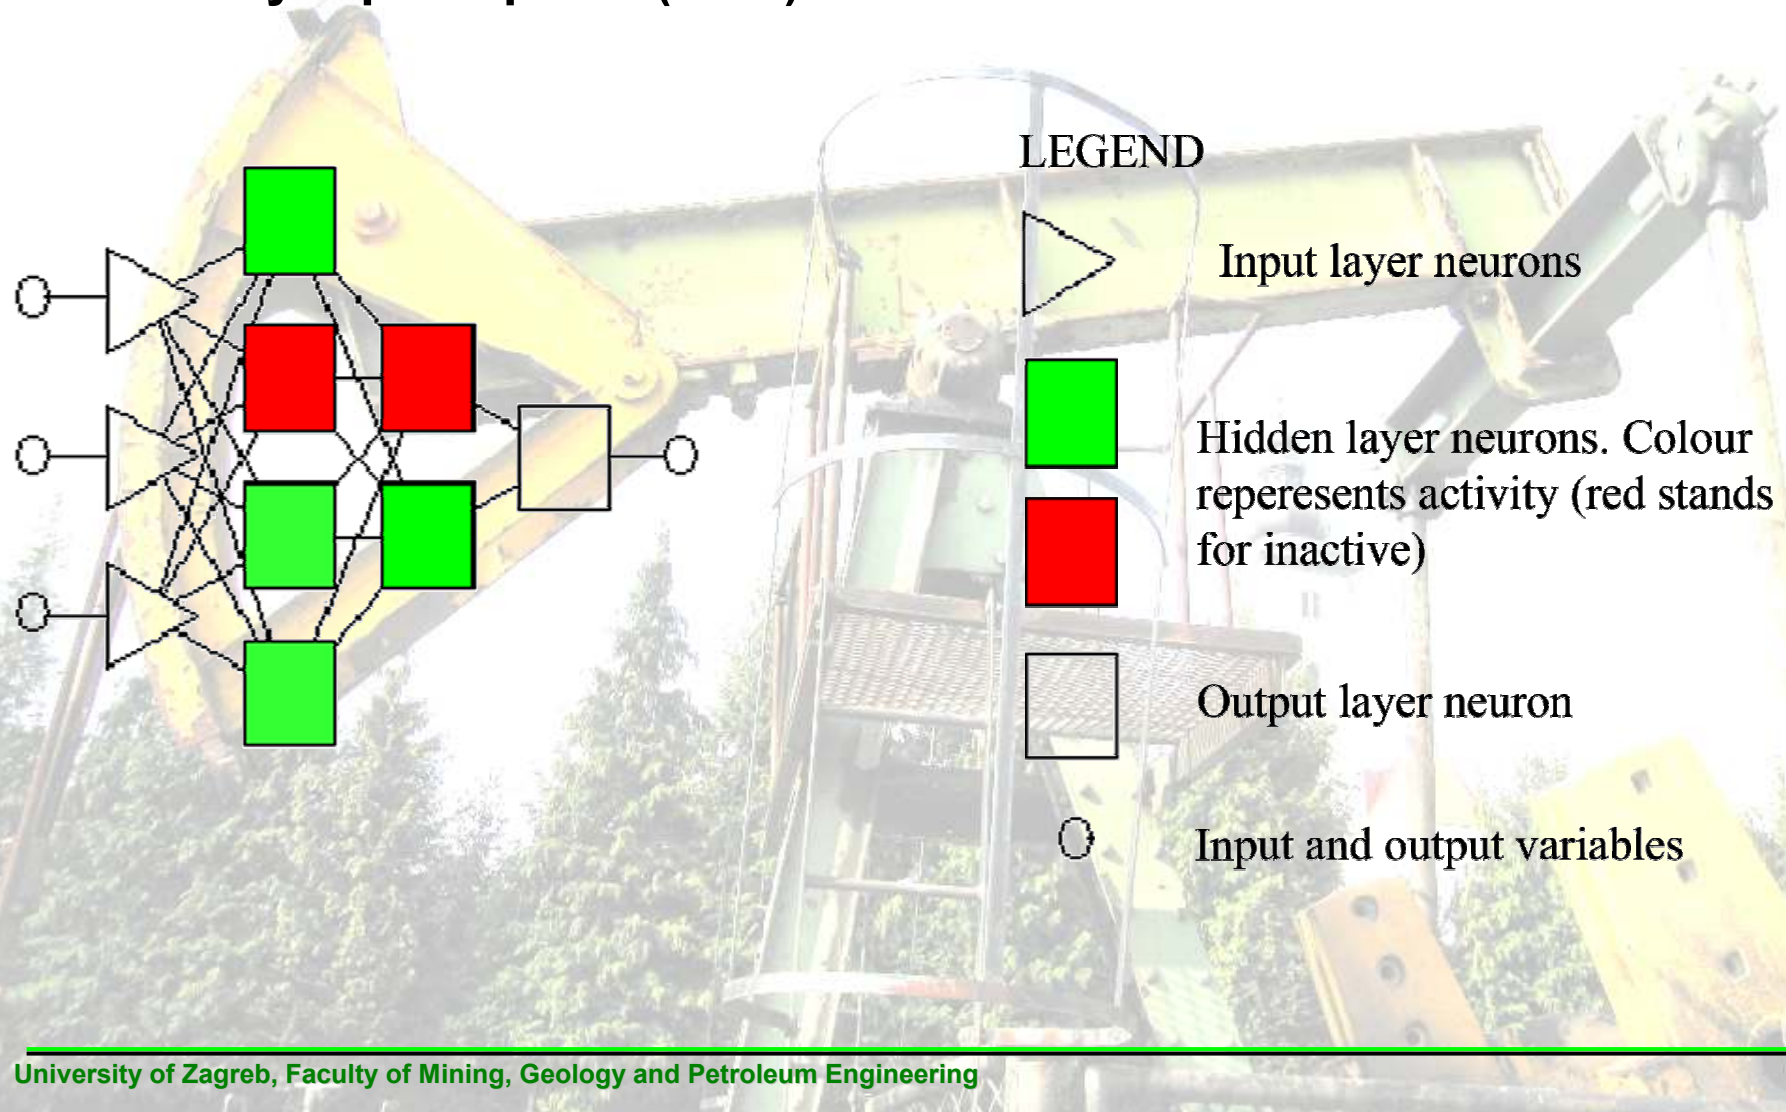 LEGEND
Input layer neurons
Hidden layer neurons. Colour
reperesents activity (red stands
for inactive)
Output layer neuron
Input and output variables
University of Zagreb, Faculty of Mining, Geology and Petroleum Engineering